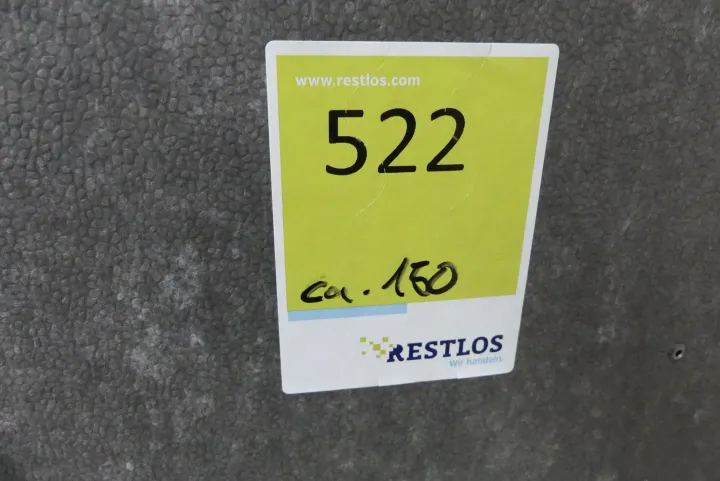 www.restlos.com
522
ca. 150
RESTLOS
Wir handeln.